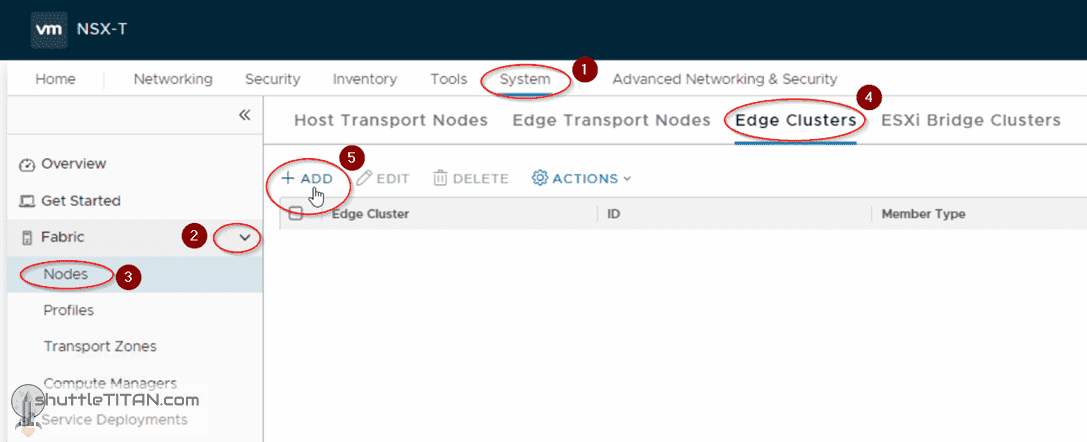 vm NSX-T
Home Networking Security Inventory Tools System 1 Advanced Networking & Security
« Host Transport Nodes Edge Transport Nodes Edge Clusters 4 ESXi Bridge Clusters
Overview
Get Started
Fabric 2
Nodes 3
Profiles
Transport Zones
Compute Managers
Service Deployments
+ ADD 5 EDIT DELETE ACTIONS
Edge Cluster ID Member Type
shuttleTITAN.com